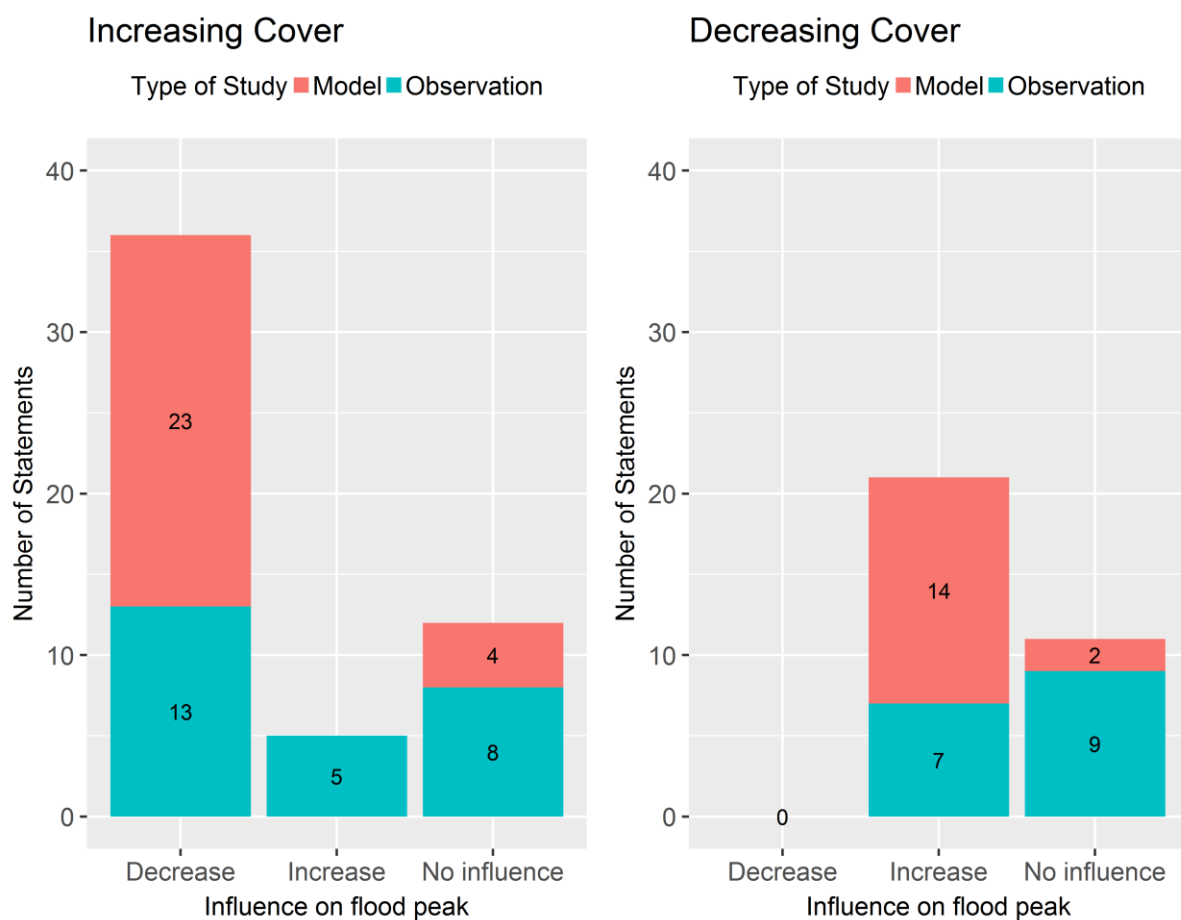 Increasing Cover
Type of Study Model Observation
Number of Statements
40
30
20
10
0
23
13
5
4
8
Decrease Increase No influence
Influence on flood peak
Decreasing Cover
Type of Study Model Observation
Number of Statements
40
30
20
10
0
0
14
7
2
9
Decrease Increase No influence
Influence on flood peak